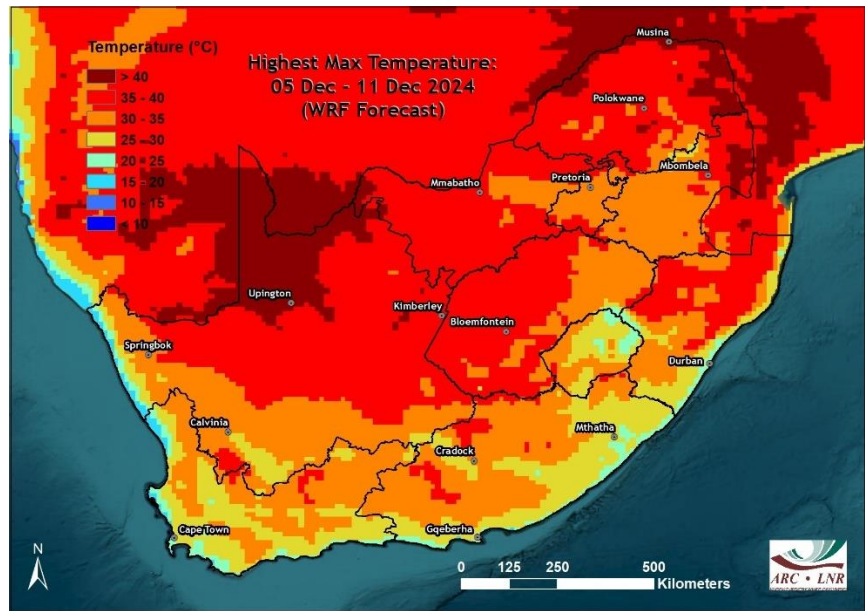 Temperature (°C)
> 40
35 - 40
30 - 35
25 - 30
20 - 25
15 - 20
10 - 15
< 10
Highest Max Temperature:
05 Dec - 11 Dec 2024
(WRF Forecast)
Musina
Polokwane
Mbombela
Pretoria
Mmabatho
Upington
Kimberley
Bloemfontein
Springbok
Durban
Calvinia
Mthatha
Cradock
Cape Town
Gqeberha
N
0 125 250 500
Kilometers
ARC • LNR